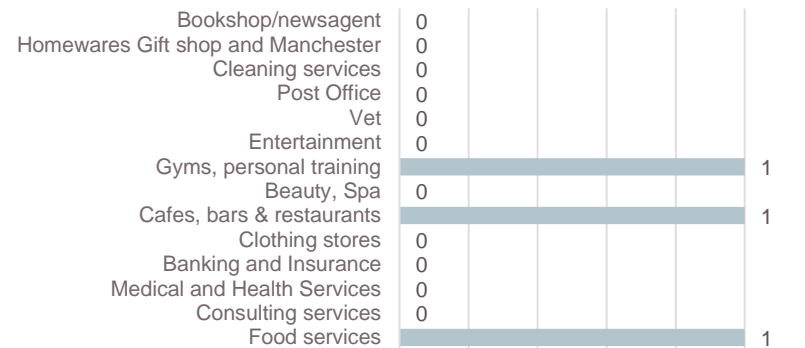 Bookshop/newsagent 0
Homewares Gift shop and Manchester 0
Cleaning services 0
Post Office 0
Vet 0
Entertainment 0
Gyms, personal training 1
Beauty, Spa 0
Cafes, bars & restaurants 1
Clothing stores 0
Banking and Insurance 0
Medical and Health Services 0
Consulting services 0
Food services 1